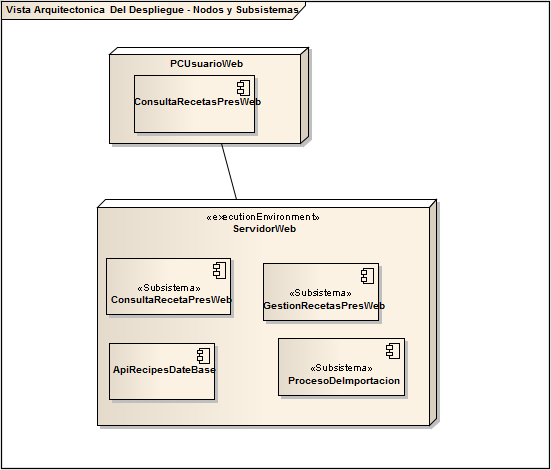 Vista Arquitectonica Del Despliegue - Nodos y Subsistemas
PCUsuarioWeb
ConsultaRecetasPresWeb
«executionEnvironment»
ServidorWeb
«Subsistema»
ConsultaRecetaPresWeb
«Subsistema»
GestionRecetasPresWeb
ApiRecipesDateBase
«Subsistema»
ProcesoDeImportacion